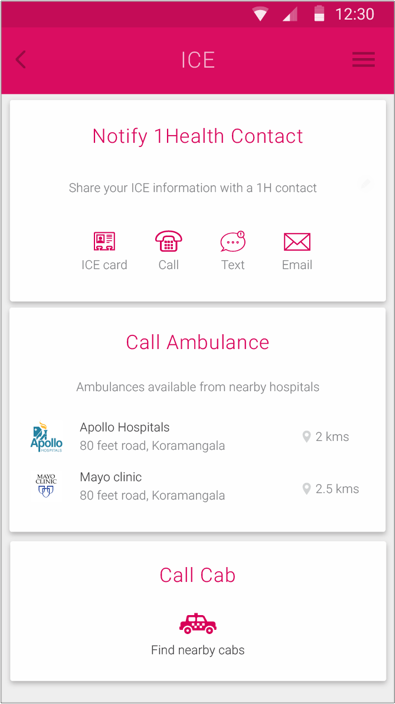 12:30
ICE
Notify 1Health Contact
Share your ICE information with a 1H contact
ICE card
Call
Text
Email
Call Ambulance
Ambulances available from nearby hospitals
Apollo
HOSPITALS
Apollo Hospitals
80 feet road, Koramangala
2 kms
MAYO
CLINIC
Mayo clinic
80 feet road, Koramangala
2.5 kms
Call Cab
Find nearby cabs